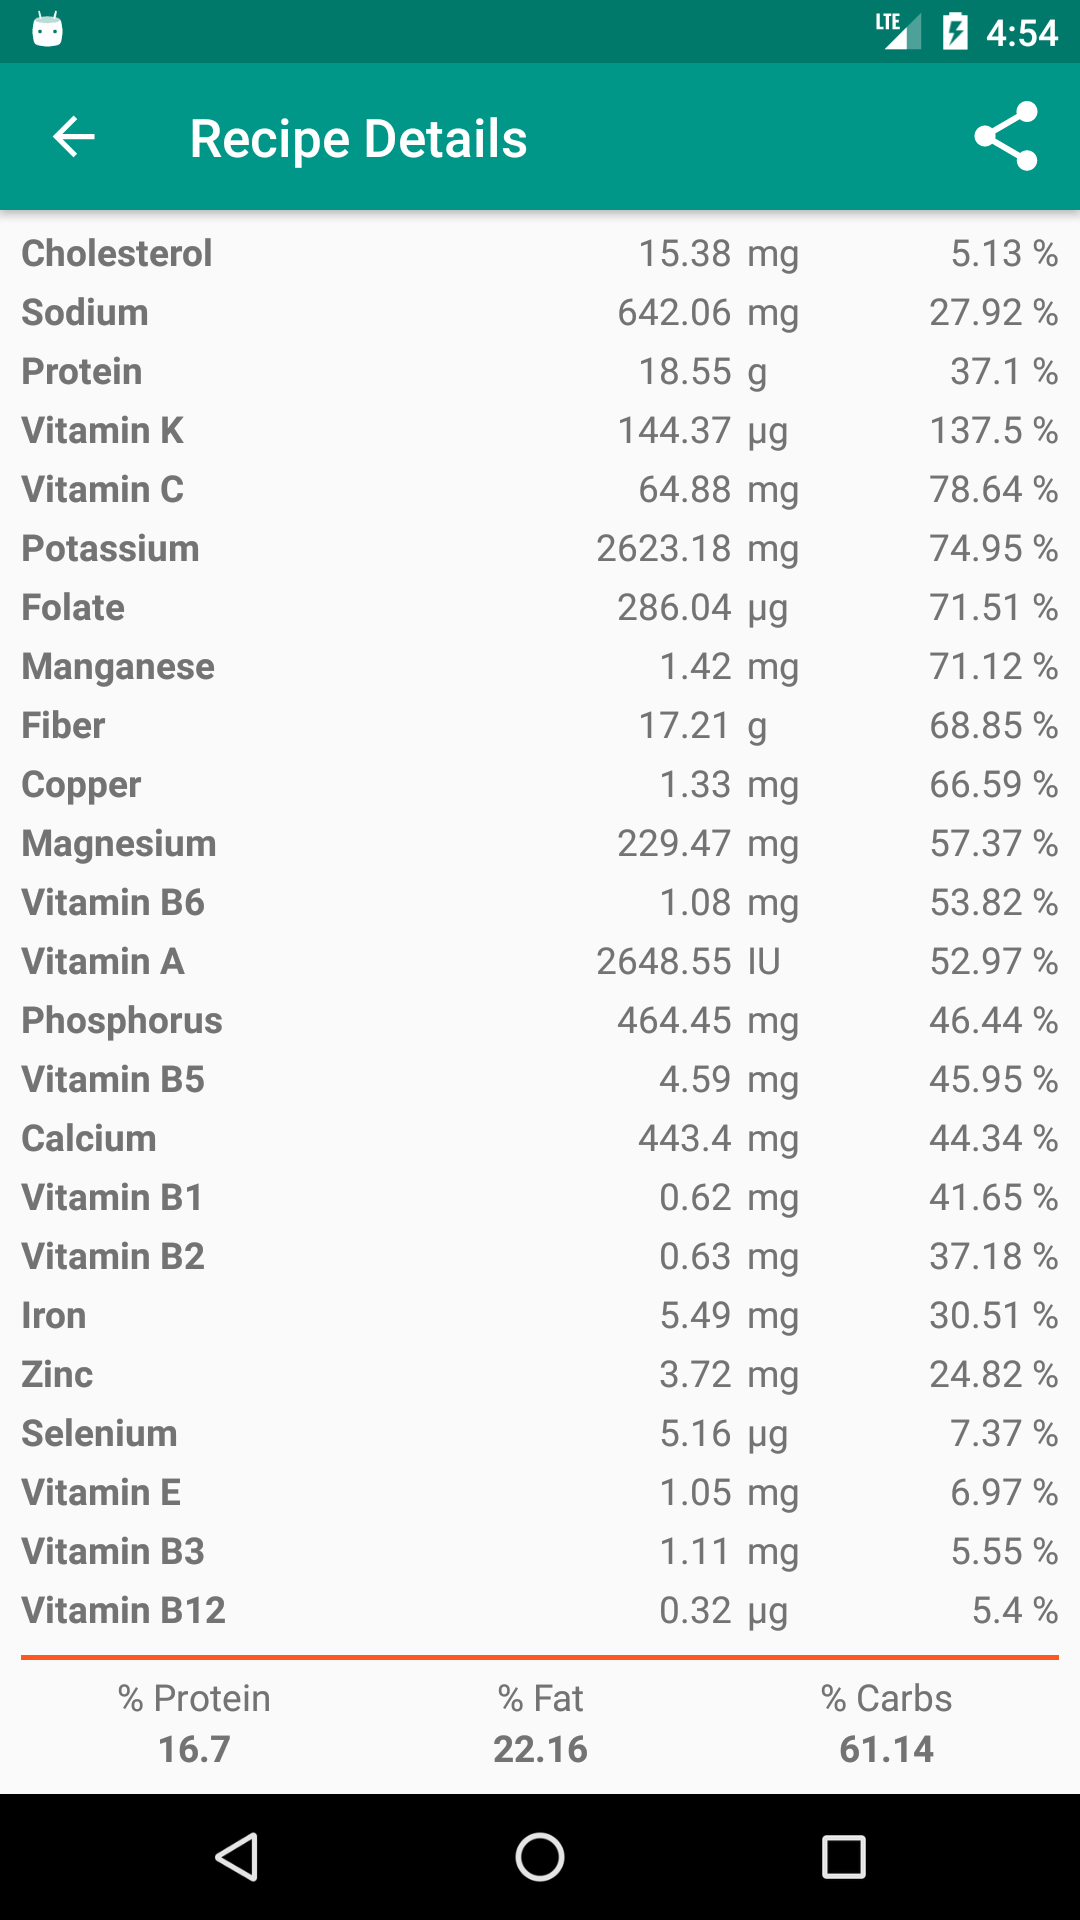 LTE 4:54
Recipe Details
Cholesterol 15.38 mg 5.13 %
Sodium 642.06 mg 27.92 %
Protein 18.55 g 37.1 %
Vitamin K 144.37 µg 137.5 %
Vitamin C 64.88 mg 78.64 %
Potassium 2623.18 mg 74.95 %
Folate 286.04 µg 71.51 %
Manganese 1.42 mg 71.12 %
Fiber 17.21 g 68.85 %
Copper 1.33 mg 66.59 %
Magnesium 229.47 mg 57.37 %
Vitamin B6 1.08 mg 53.82 %
Vitamin A 2648.55 IU 52.97 %
Phosphorus 464.45 mg 46.44 %
Vitamin B5 4.59 mg 45.95 %
Calcium 443.4 mg 44.34 %
Vitamin B1 0.62 mg 41.65 %
Vitamin B2 0.63 mg 37.18 %
Iron 5.49 mg 30.51 %
Zinc 3.72 mg 24.82 %
Selenium 5.16 µg 7.37 %
Vitamin E 1.05 mg 6.97 %
Vitamin B3 1.11 mg 5.55 %
Vitamin B12 0.32 µg 5.4 %
% Protein % Fat % Carbs
16.7 22.16 61.14